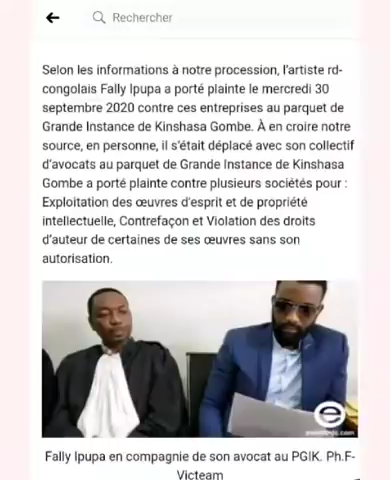 Rechercher
Selon les informations à notre procession, l'artiste rd-
congolais Fally Ipupa a porté plainte le mercredi 30
septembre 2020 contre ces entreprises au parquet de
Grande Instance de Kinshasa Gombe. À en croire notre
source, en personne, il s'était déplacé avec son collectif
d'avocats au parquet de Grande Instance de Kinshasa
Gombe a porté plainte contre plusieurs sociétés pour :
Exploitation des œuvres d'esprit et de propriété
intellectuelle, Contrefaçon et Violation des droits
d'auteur de certaines de ses œuvres sans son
autorisation.
Fally Ipupa en compagnie de son avocat au PGIK. Ph.F-
Victeam